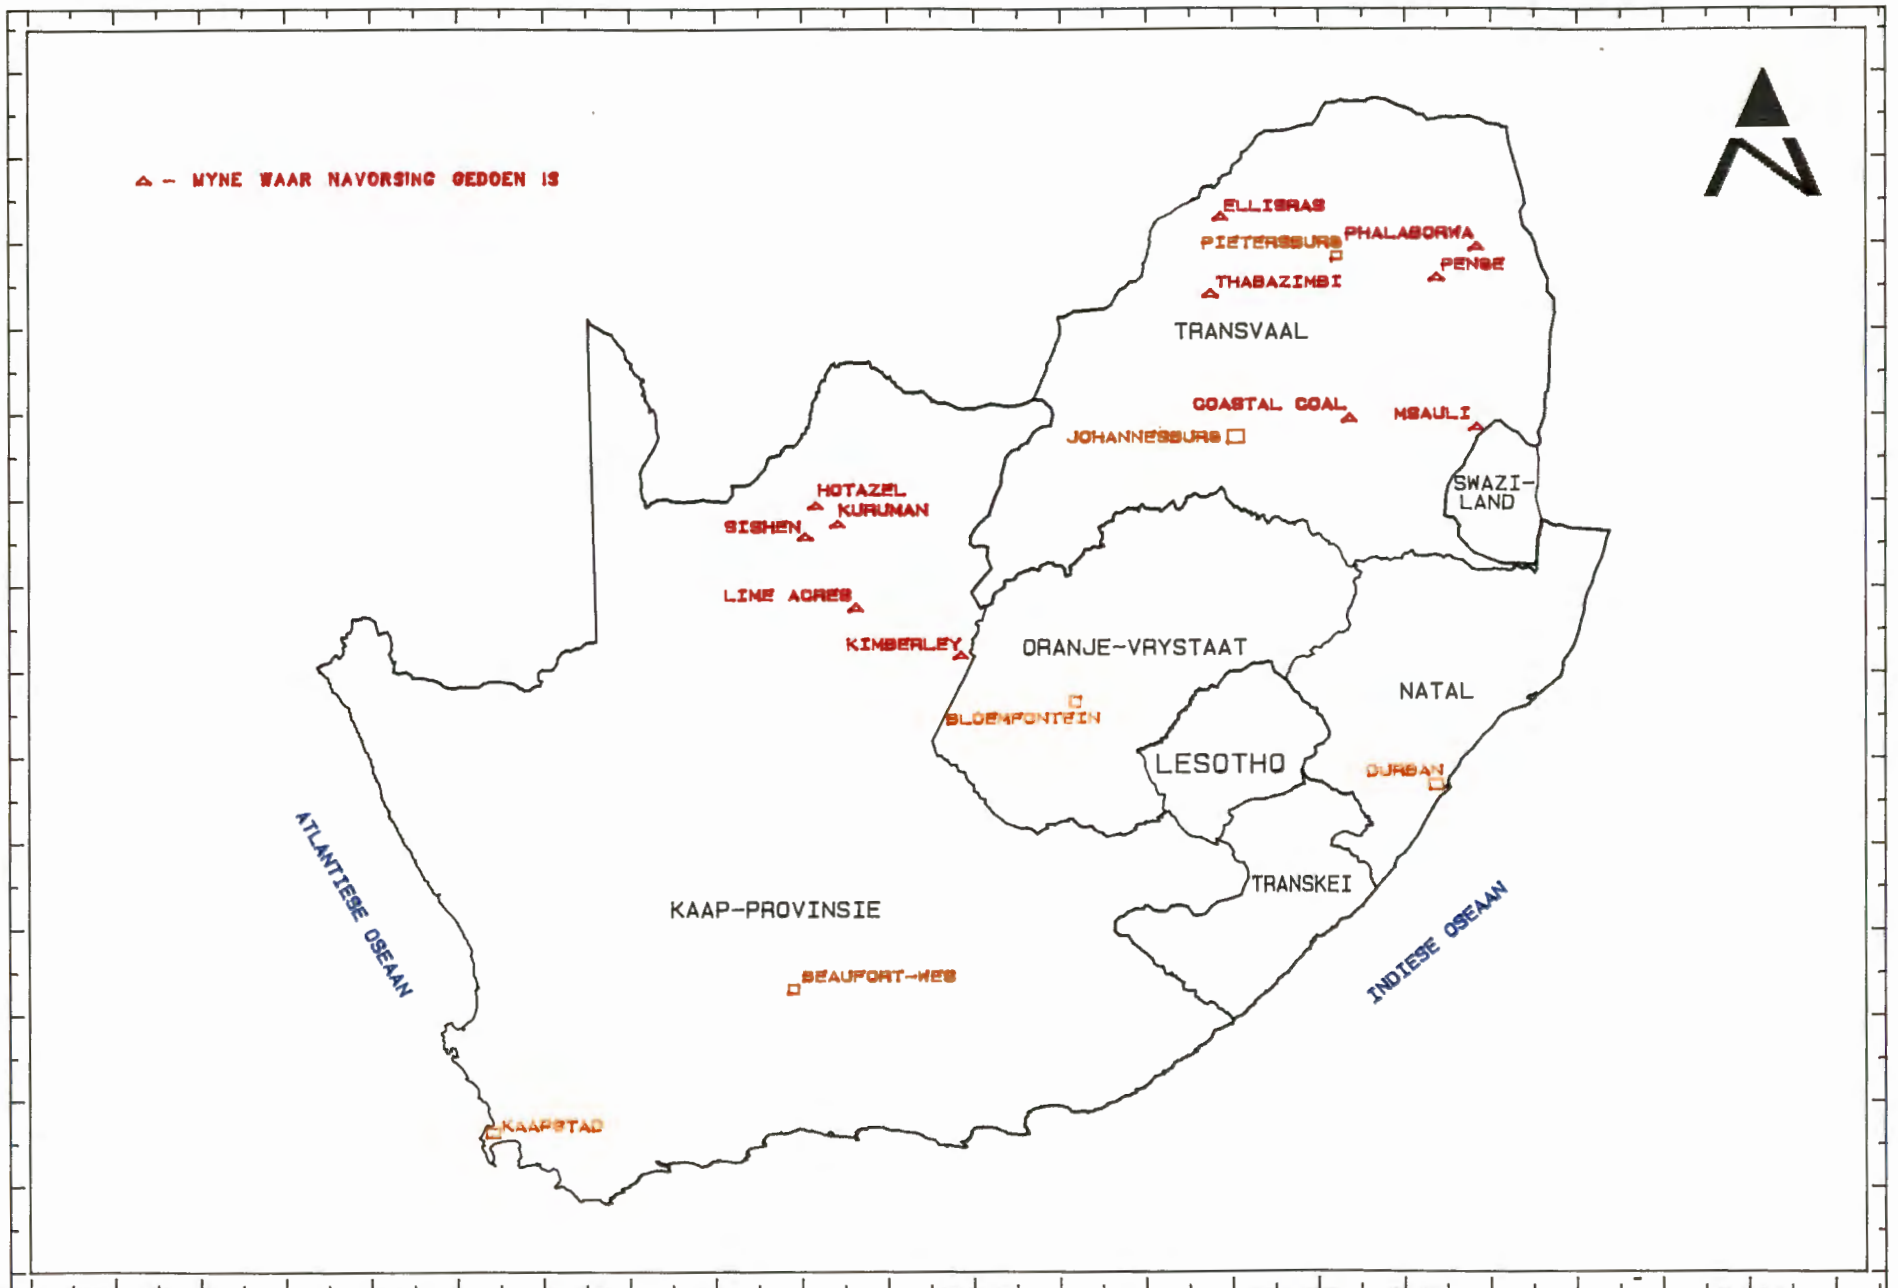 △ - MYNE WAAR NAVORSING GEDOEN IS
N
ELLISRAS
PIETERSBURG
PHALABORWA
PENGE
THABAZIMBI
TRANSVAAL
COASTAL COAL
MSAULI
JOHANNESBURG
SWAZI-
LAND
HOTAZEL
KURUMAN
SISHEN
LIME ACRES
KIMBERLEY
ORANJE-VRYSTAAT
NATAL
BLOEMFONTEIN
LESOTHO
DURBAN
ATLANTIESE OSEAAN
TRANSKEI
KAAP-PROVINSIE
INDIESE OSEAAN
BEAUFORT-WES
KAAPSTAD